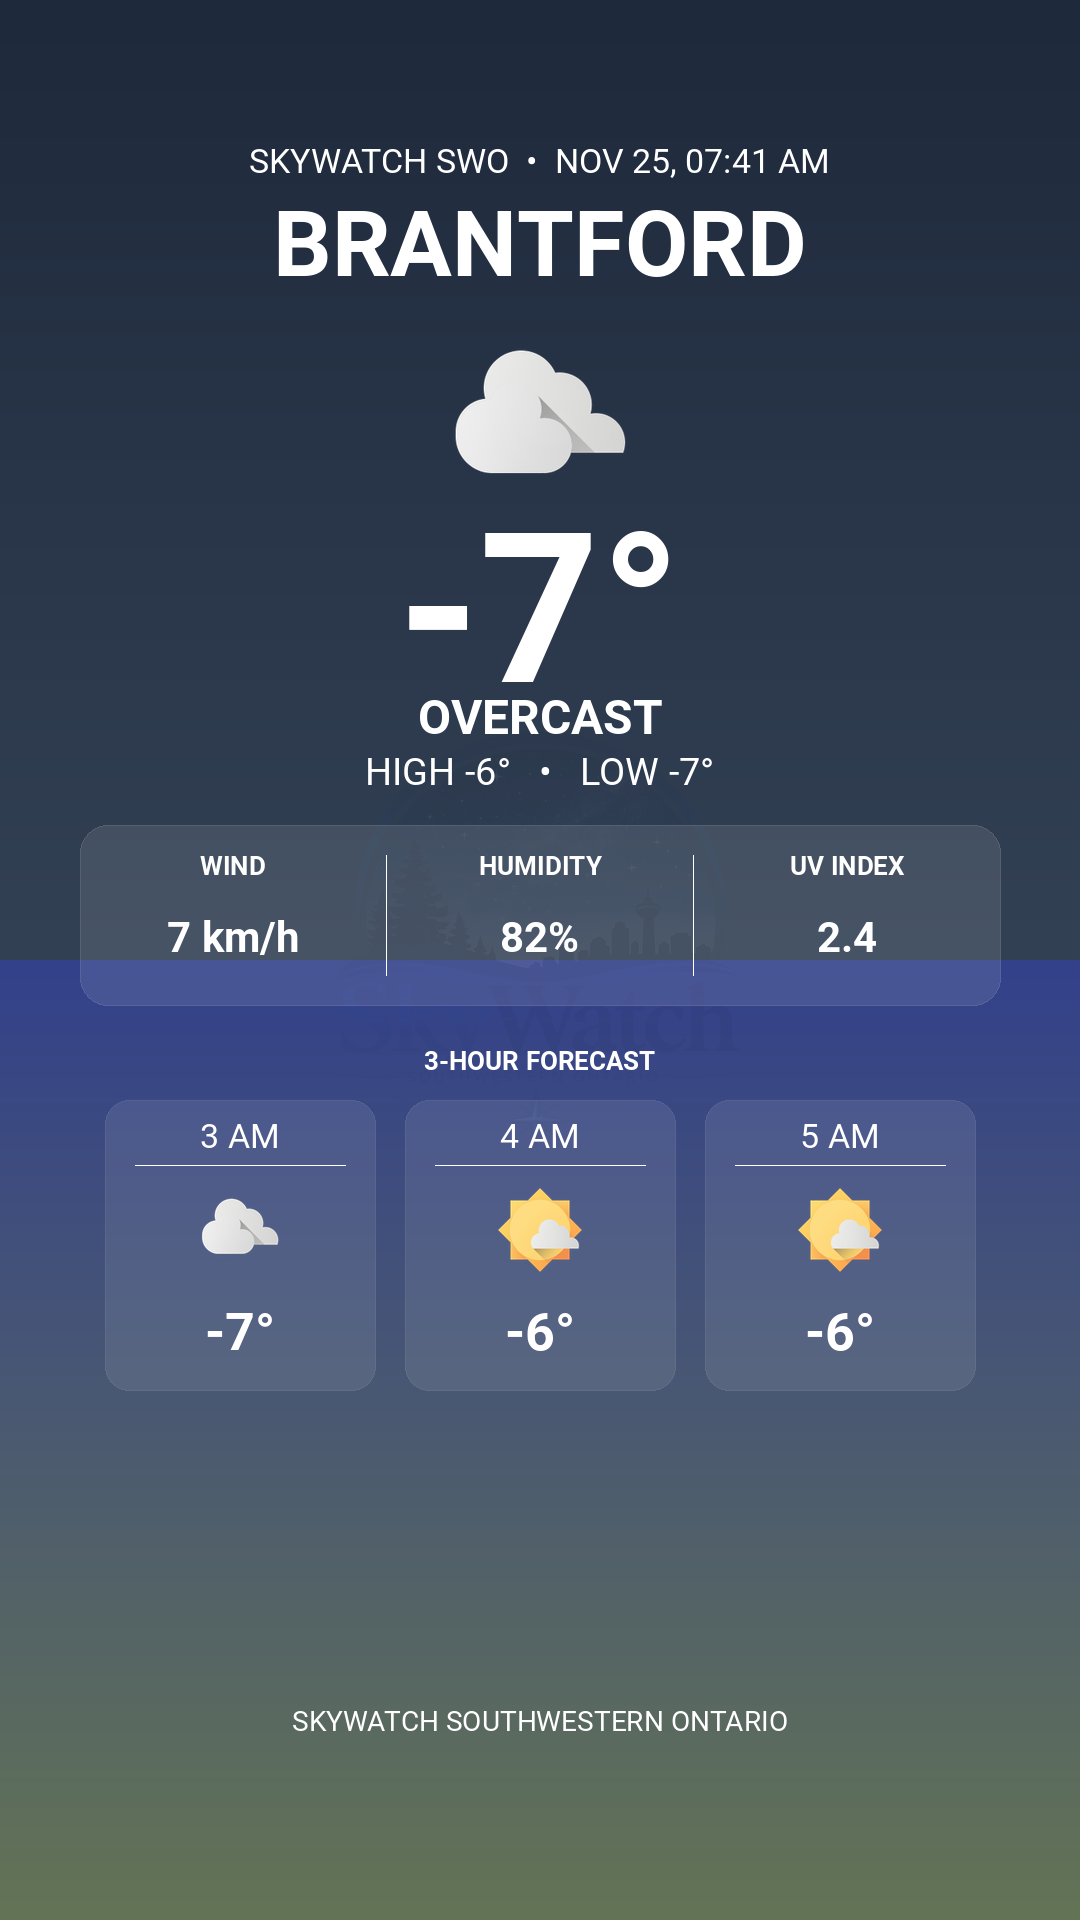 SKYWATCH SWO • NOV 25, 07:41 AM
BRANTFORD
-7°
OVERCAST
HIGH -6° • LOW -7°
WIND HUMIDITY UV INDEX
7 km/h 82% 2.4
SkyWatch
3-HOUR FORECAST
3 AM 4 AM 5 AM
-7° -6° -6°
SKYWATCH SOUTHWESTERN ONTARIO